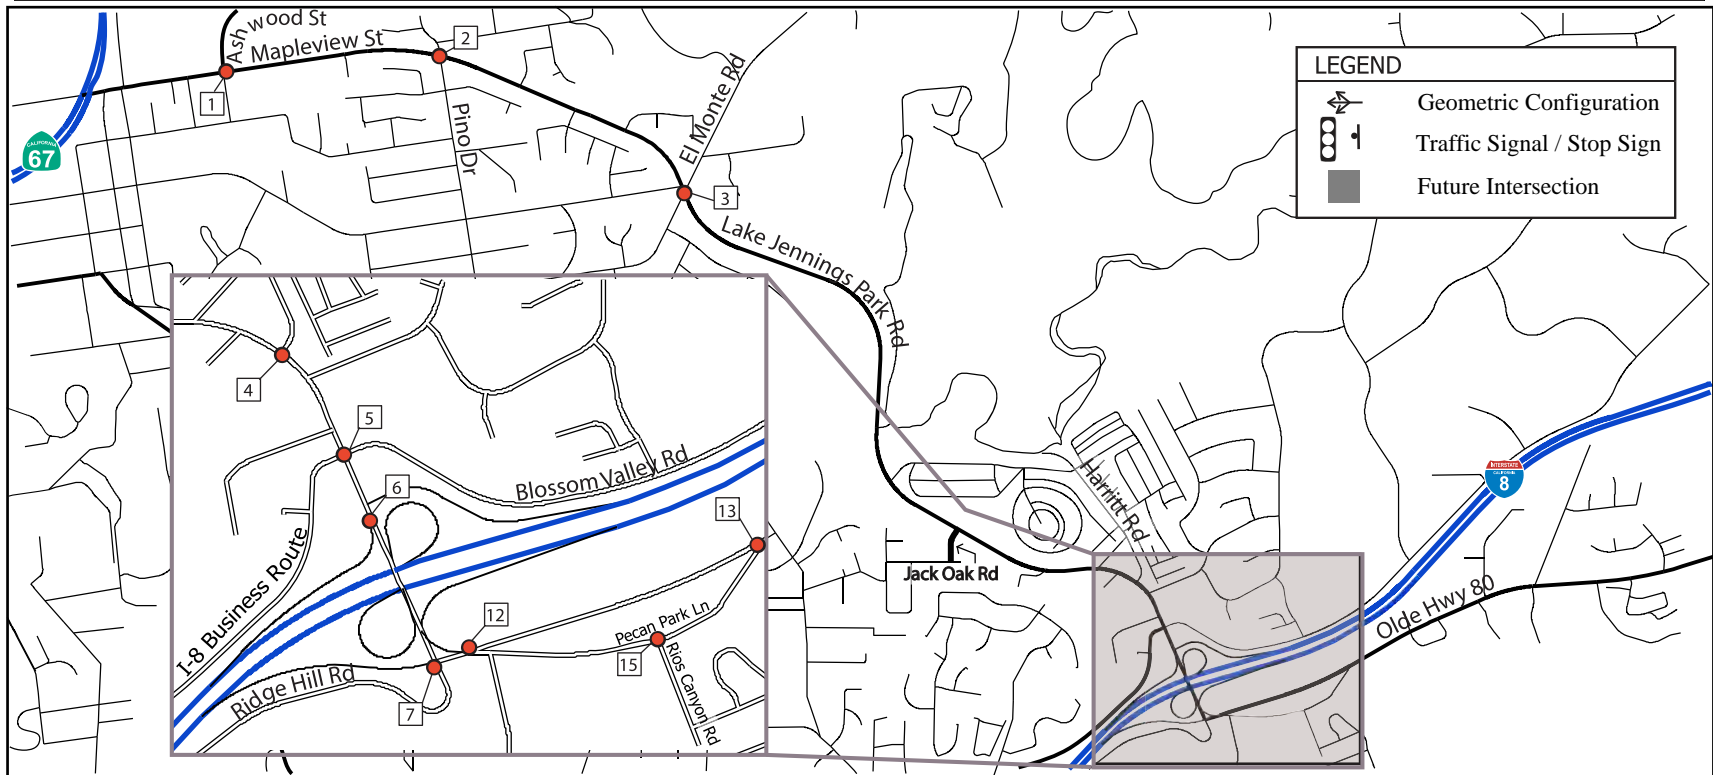 Ashwood St
Mapleview St
2
1
Pino Dr
El Monte Rd
3
CALIFORNIA
67
LEGEND
Geometric Configuration
Traffic Signal / Stop Sign
Future Intersection
Lake Jennings Park Rd
4
5
6
Blossom Valley Rd
13
I-8 Business Route
12
Pecan Park Ln
15
Rios Canyon Rd
Ridge Hill Rd
7
Harritt Rd
Jack Oak Rd
INTERSTATE
CALIFORNIA
8
Olde Hwy 80